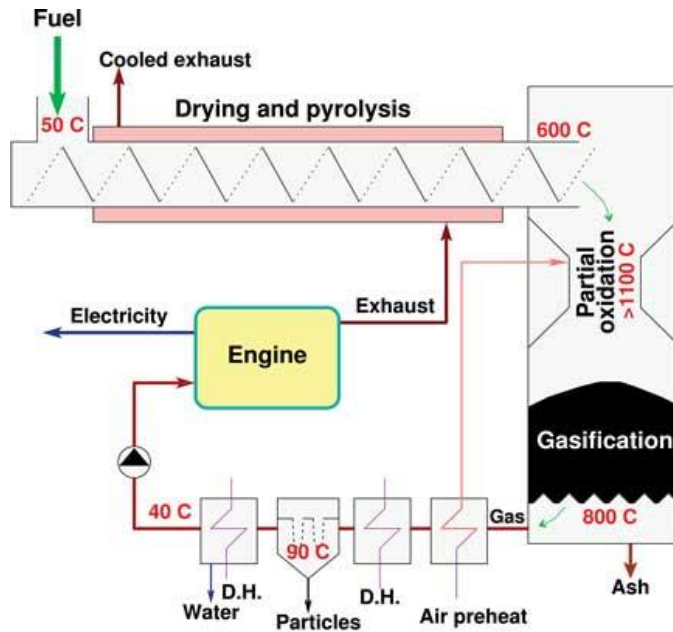 Fuel
Cooled exhaust
Drying and pyrolysis
50 C
600 C
Partial
oxidation
>1100 C
Electricity
Exhaust
Engine
Gasification
40 C
90 C
Gas
800 C
D.H.
Water
Particles
D.H.
Air preheat
Ash